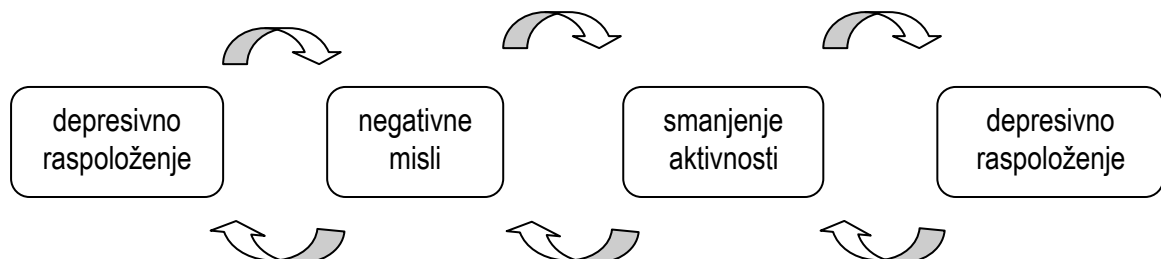 depresivno
raspoloženje
negativne
misli
smanjenje
aktivnosti
depresivno
raspoloženje